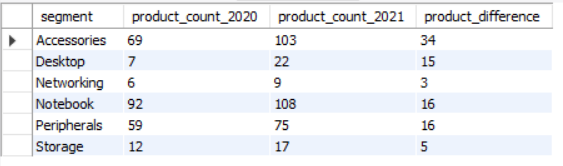 segment product_count_2020 product_count_2021 product_difference
Accessories 69 103 34
Desktop 7 22 15
Networking 6 9 3
Notebook 92 108 16
Peripherals 59 75 16
Storage 12 17 5